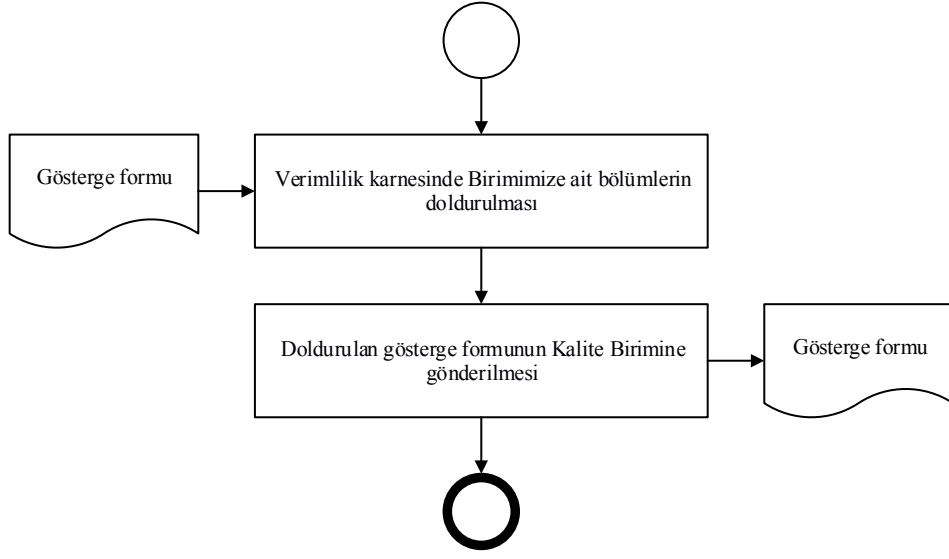 Gösterge formu
Verimlilik karnesinde Birimimize ait bölümlerin
doldurulması
Doldurulan gösterge formunun Kalite Birimine
gönderilmesi
Gösterge formu